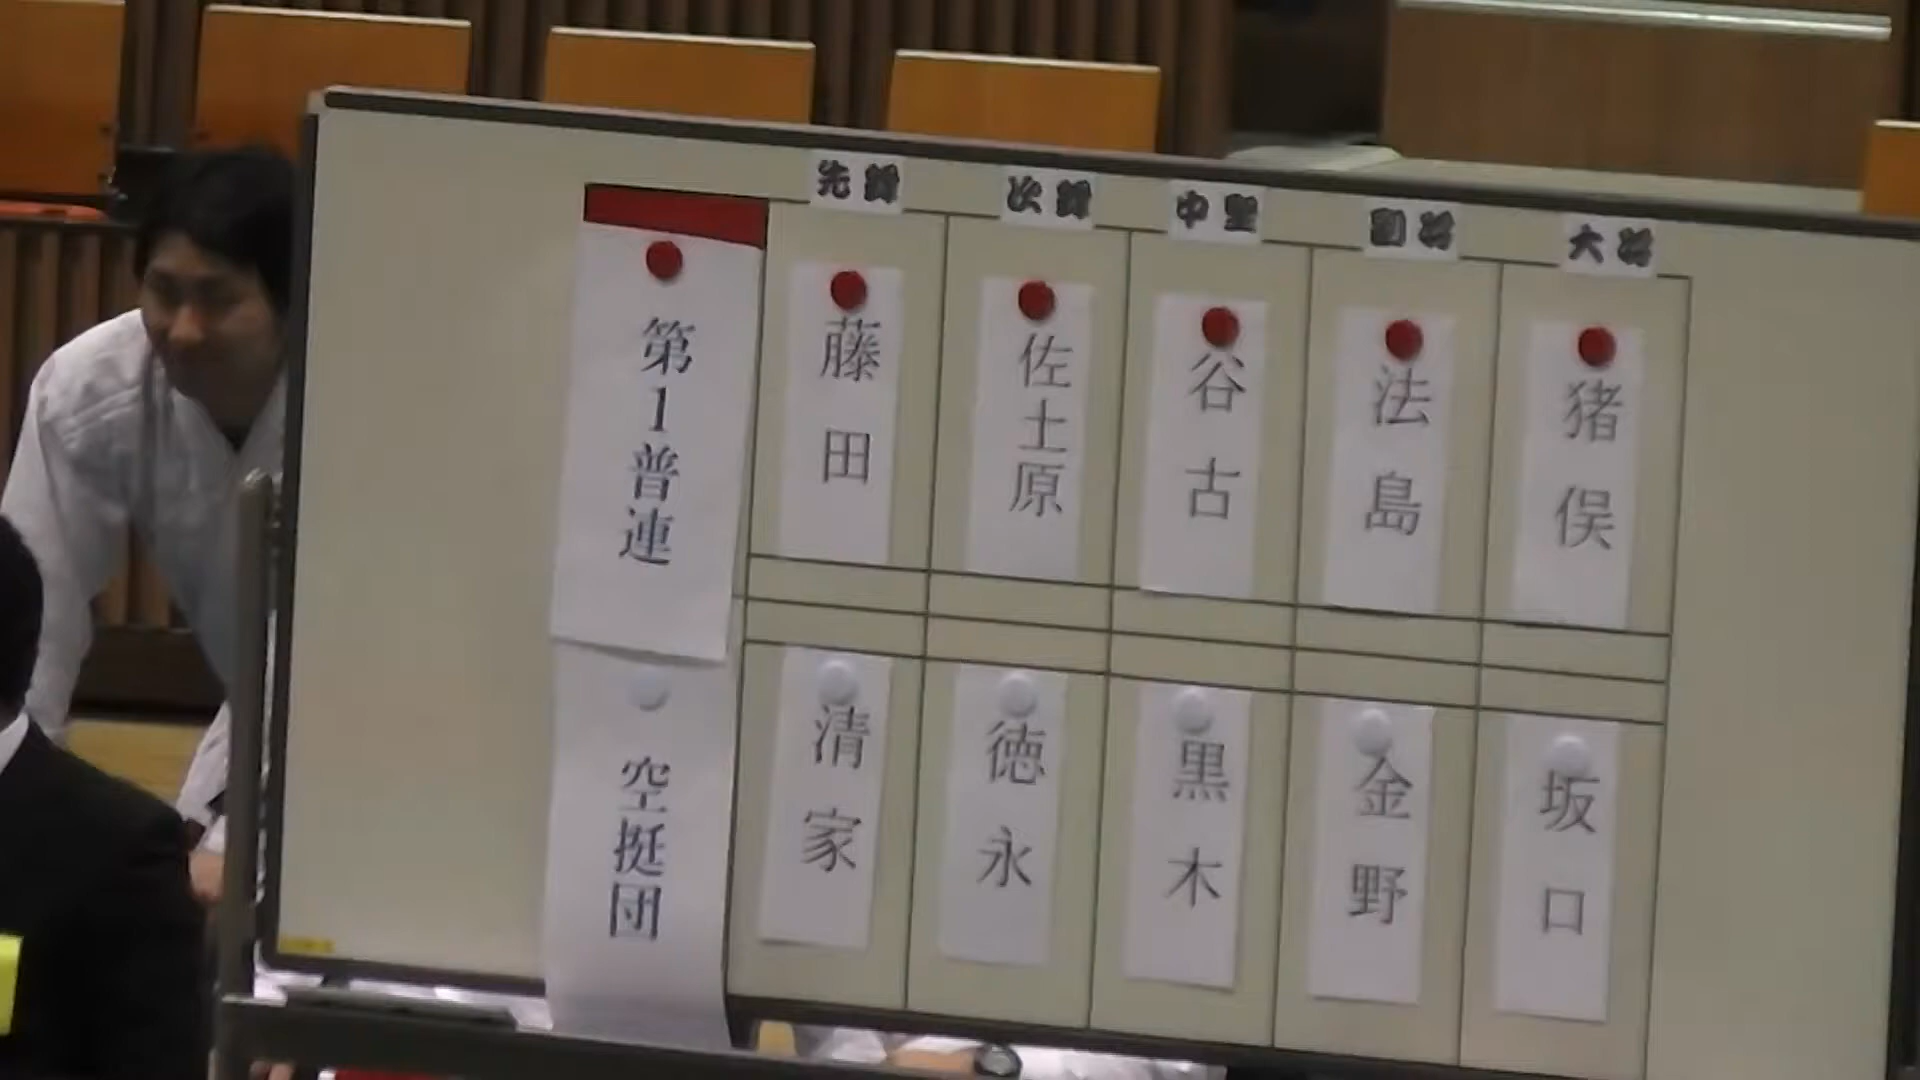 先鋒 次鋒 中堅 副将 大将
第1普連
藤田
佐土原
谷古
法島
猪俣
空挺団
清家
徳永
黒木
金野
坂口